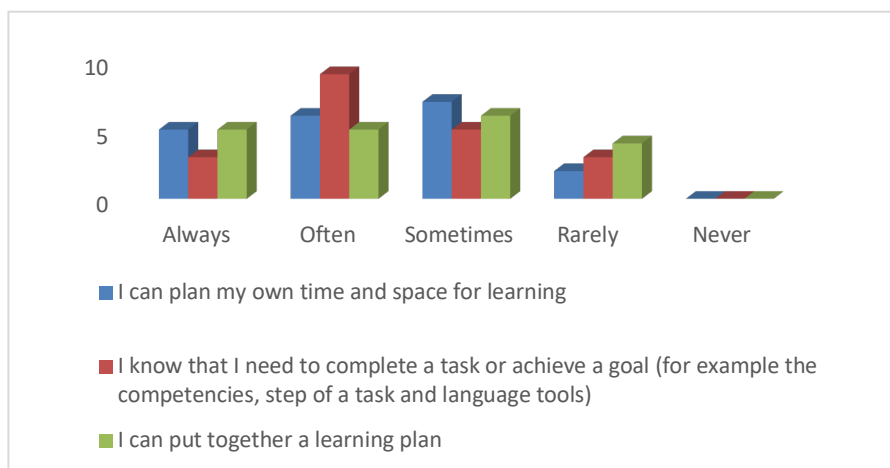 10
5
0
Always Often Sometimes Rarely Never
I can plan my own time and space for learning
I know that I need to complete a task or achieve a goal (for example the
competencies, step of a task and language tools)
I can put together a learning plan